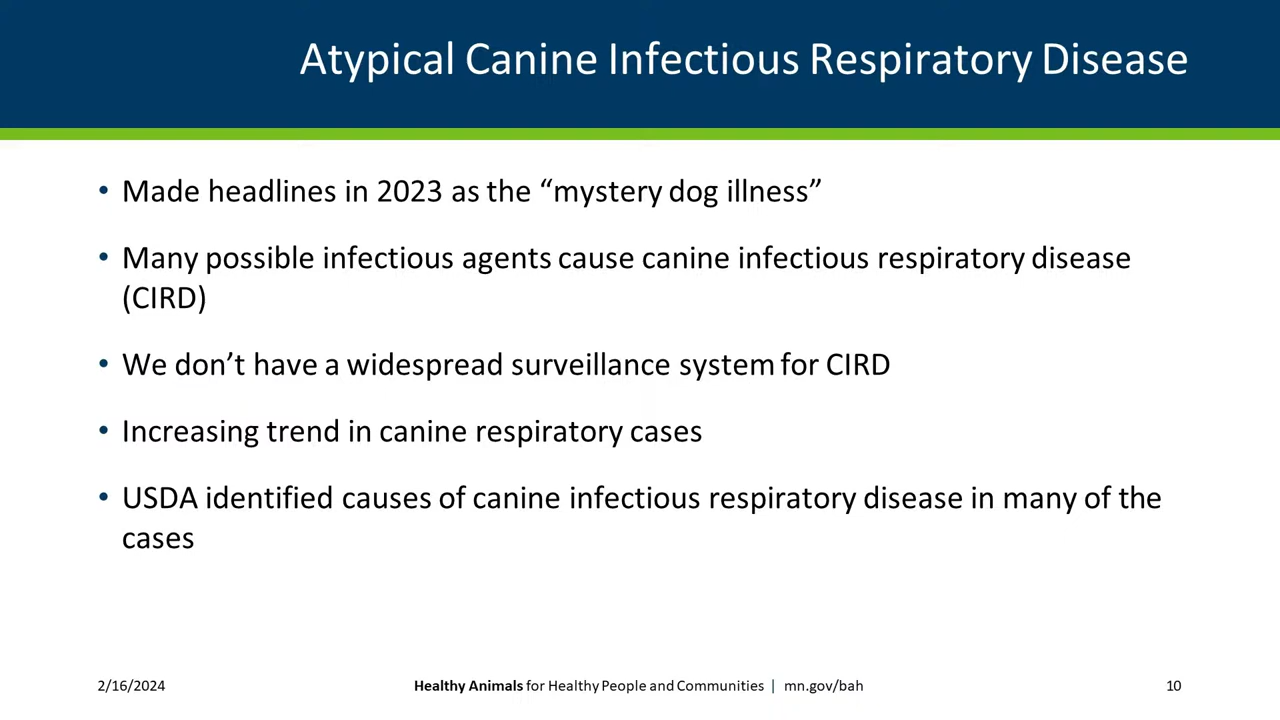 Atypical Canine Infectious Respiratory Disease
• Made headlines in 2023 as the “mystery dog illness”
• Many possible infectious agents cause canine infectious respiratory disease
(CIRD)
• We don’t have a widespread surveillance system for CIRD
• Increasing trend in canine respiratory cases
• USDA identified causes of canine infectious respiratory disease in many of the
cases
2/16/2024 Healthy Animals for Healthy People and Communities | mn.gov/bah 10